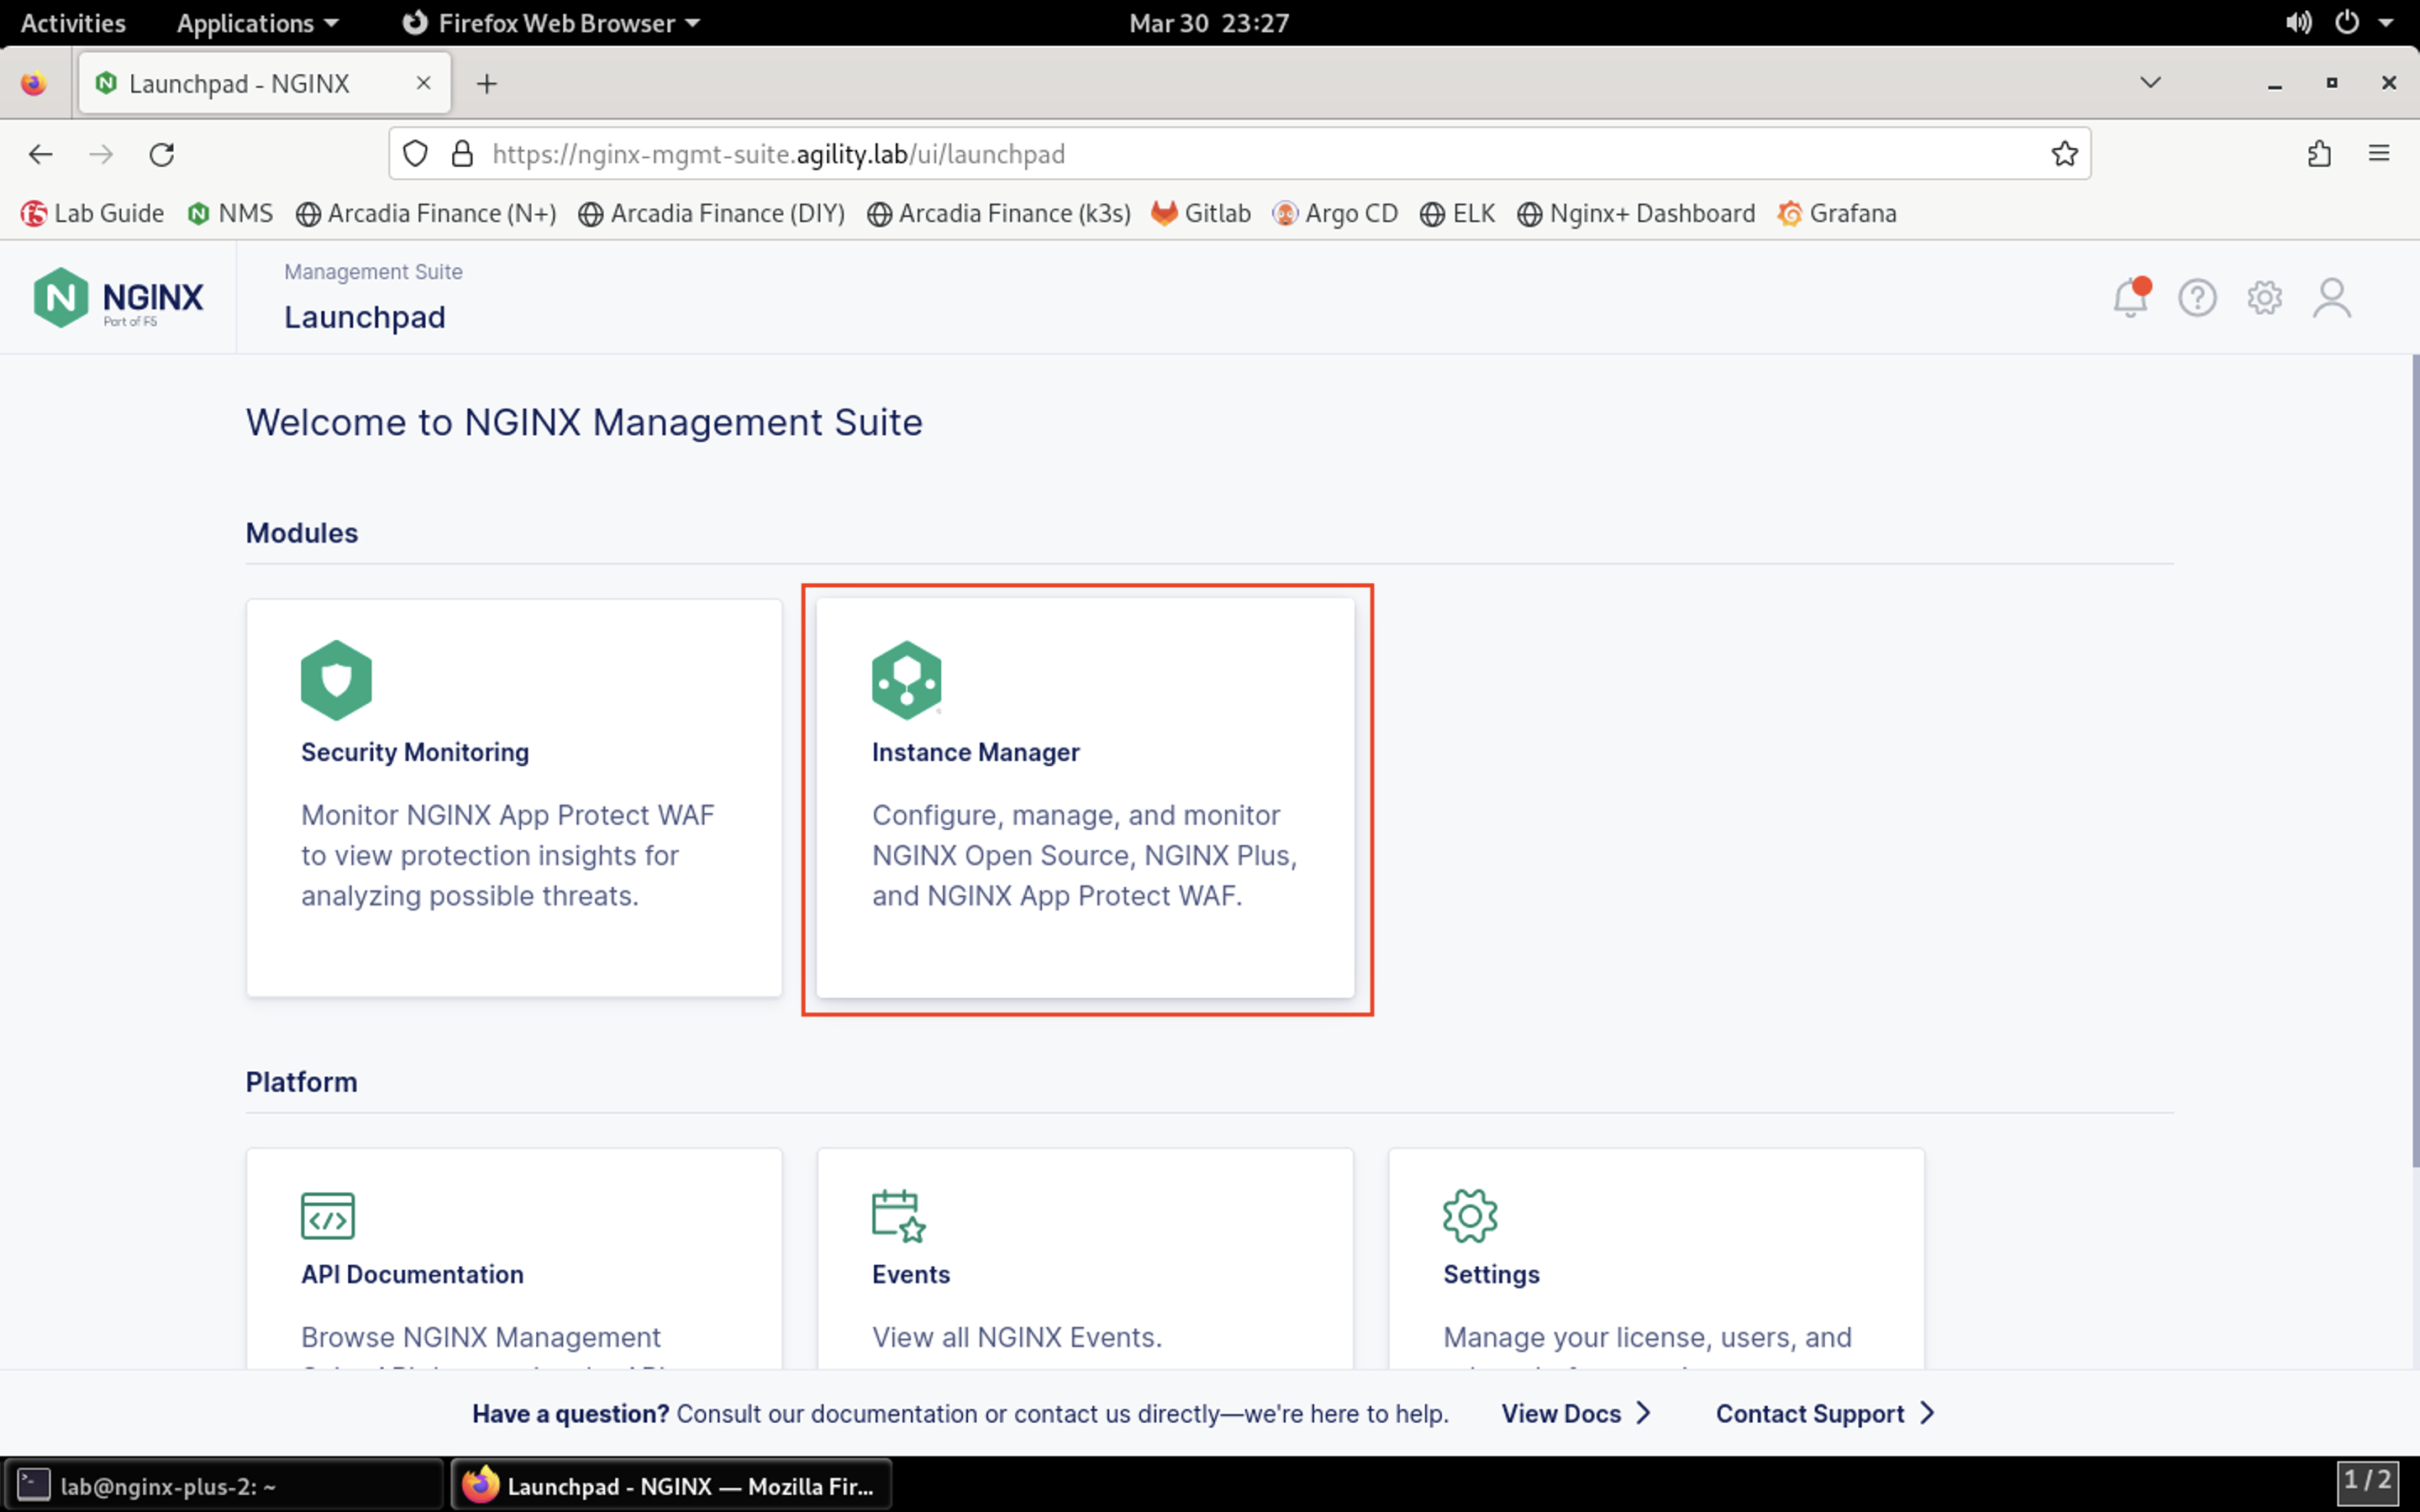 Activities Applications Firefox Web Browser Mar 30 23:27
Launchpad - NGINX
https://nginx-mgmt-suite.agility.lab/ui/launchpad
Lab Guide NMS Arcadia Finance (N+) Arcadia Finance (DIY) Arcadia Finance (k3s) Gitlab Argo CD ELK Nginx+ Dashboard Grafana
NGINX
Part of F5
Management Suite
Launchpad
Welcome to NGINX Management Suite
Modules
Security Monitoring
Monitor NGINX App Protect WAF
to view protection insights for
analyzing possible threats.
Instance Manager
Configure, manage, and monitor
NGINX Open Source, NGINX Plus,
and NGINX App Protect WAF.
Platform
API Documentation
Browse NGINX Management
Events
View all NGINX Events.
Settings
Manage your license, users, and
Have a question? Consult our documentation or contact us directly—we're here to help. View Docs Contact Support
lab@nginx-plus-2: ~ Launchpad - NGINX — Mozilla Fir... 1 / 2